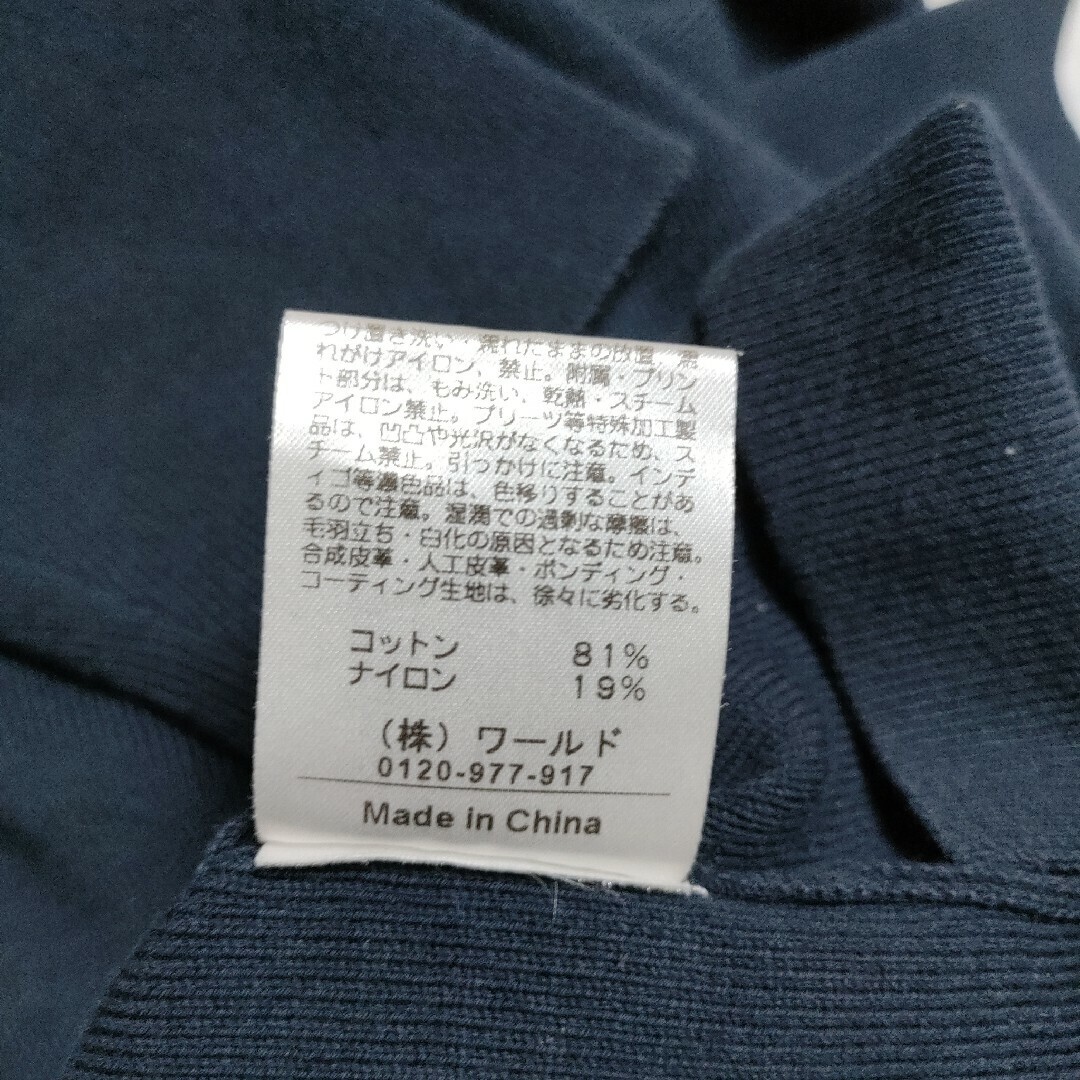 つけ置き洗い・濡れたままの放置、濡
れがけアイロン、禁止。附属・プリン
ト部分は、もみ洗い、乾熱・スチーム
アイロン禁止。プリーツ等特殊加工製
品は、凹凸や光沢がなくなるため、ス
チーム禁止。引っかけに注意。インデ
ィゴ等濃色品は、色移りすることがあ
るので注意。湿潤での過剰な摩擦は、
毛羽立ち・白化の原因となるため注意。
合成皮革・人工皮革・ボンディング・
コーティング生地は、徐々に劣化する。
コットン 81%
ナイロン 19%
（株）ワールド
0120-977-917
Made in China